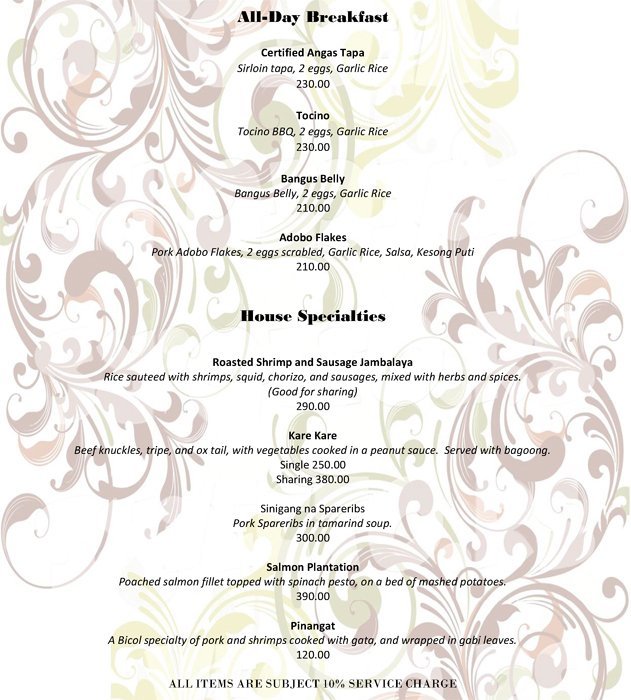 All-Day Breakfast
Certified Angas Tapa
Sirloin tapa, 2 eggs, Garlic Rice
230.00
Tocino
Tocino BBQ, 2 eggs, Garlic Rice
230.00
Bangus Belly
Bangus Belly, 2 eggs, Garlic Rice
210.00
Adobo Flakes
Pork Adobo Flakes, 2 eggs scrabled, Garlic Rice, Salsa, Kesong Puti
210.00
House Specialties
Roasted Shrimp and Sausage Jambalaya
Rice sauteed with shrimps, squid, chorizo, and sausages, mixed with herbs and spices.
(Good for sharing)
290.00
Kare Kare
Beef knuckles, tripe, and ox tail, with vegetables cooked in a peanut sauce. Served with bagoong.
Single 250.00
Sharing 380.00
Sinigang na Spareribs
Pork Spareribs in tamarind soup.
300.00
Salmon Plantation
Poached salmon fillet topped with spinach pesto, on a bed of mashed potatoes.
390.00
Pinangat
A Bicol specialty of pork and shrimps cooked with gata, and wrapped in gabi leaves.
120.00
ALL ITEMS ARE SUBJECT 10% SERVICE CHARGE